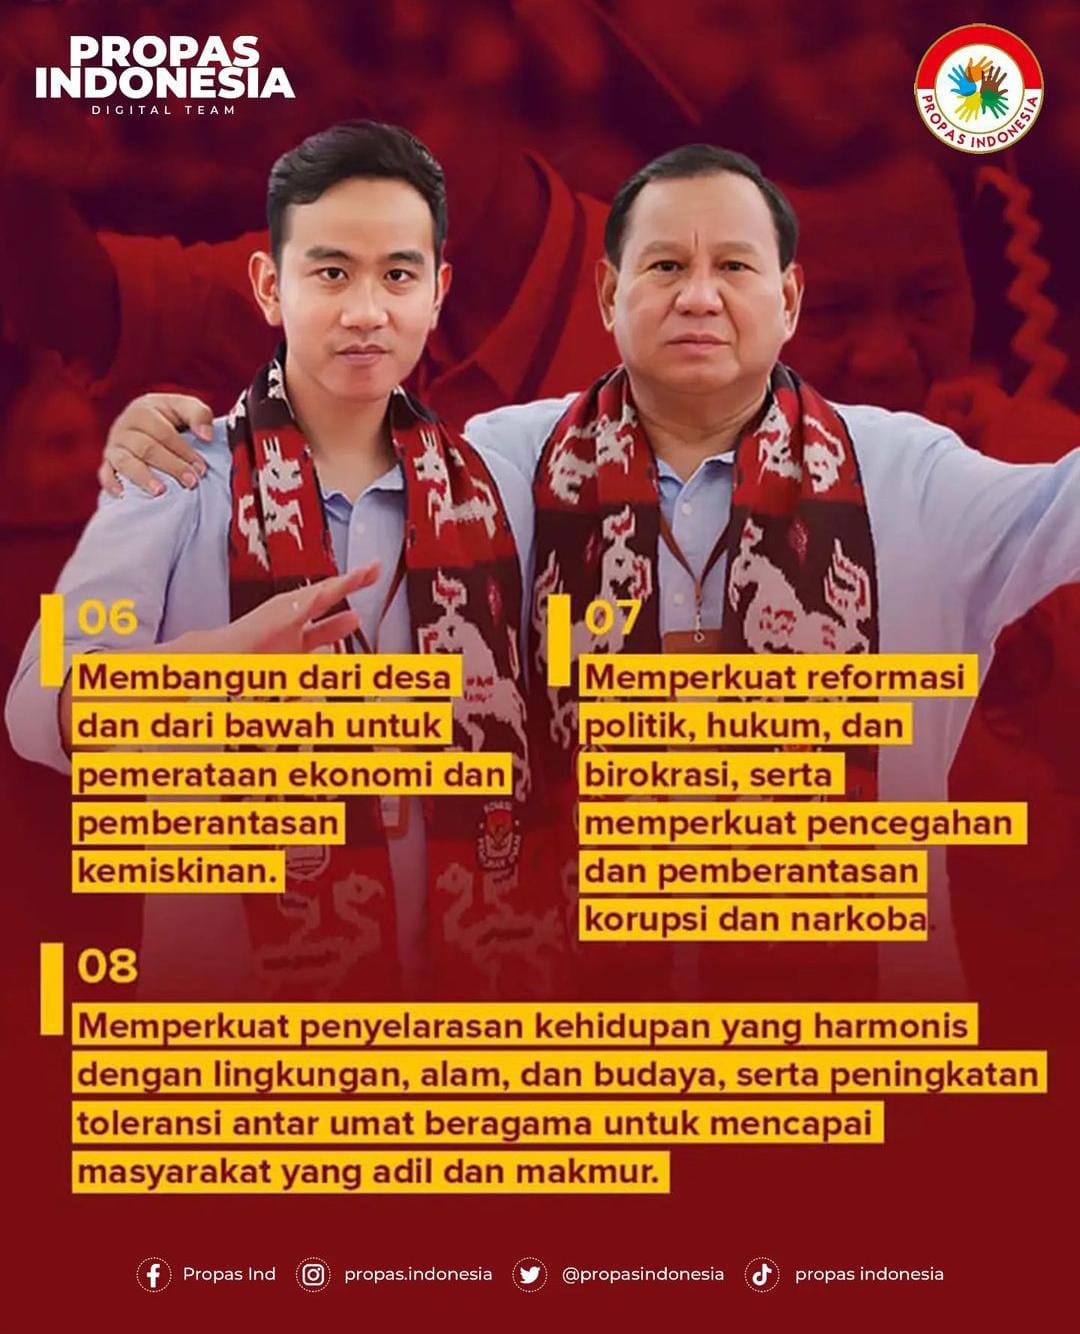 PROPAS
INDONESIA
DIGITAL TEAM
PROPAS INDONESIA
06
Membangun dari desa
dan dari bawah untuk
pemerataan ekonomi dan
pemberantasan
kemiskinan.
07
Memperkuat reformasi
politik, hukum, dan
birokrasi, serta
memperkuat pencegahan
dan pemberantasan
korupsi dan narkoba.
08
Memperkuat penyelarasan kehidupan yang harmonis
dengan lingkungan, alam, dan budaya, serta peningkatan
toleransi antar umat beragama untuk mencapai
masyarakat yang adil dan makmur.
Propas Ind
propas.indonesia
@propasindonesia
propas indonesia